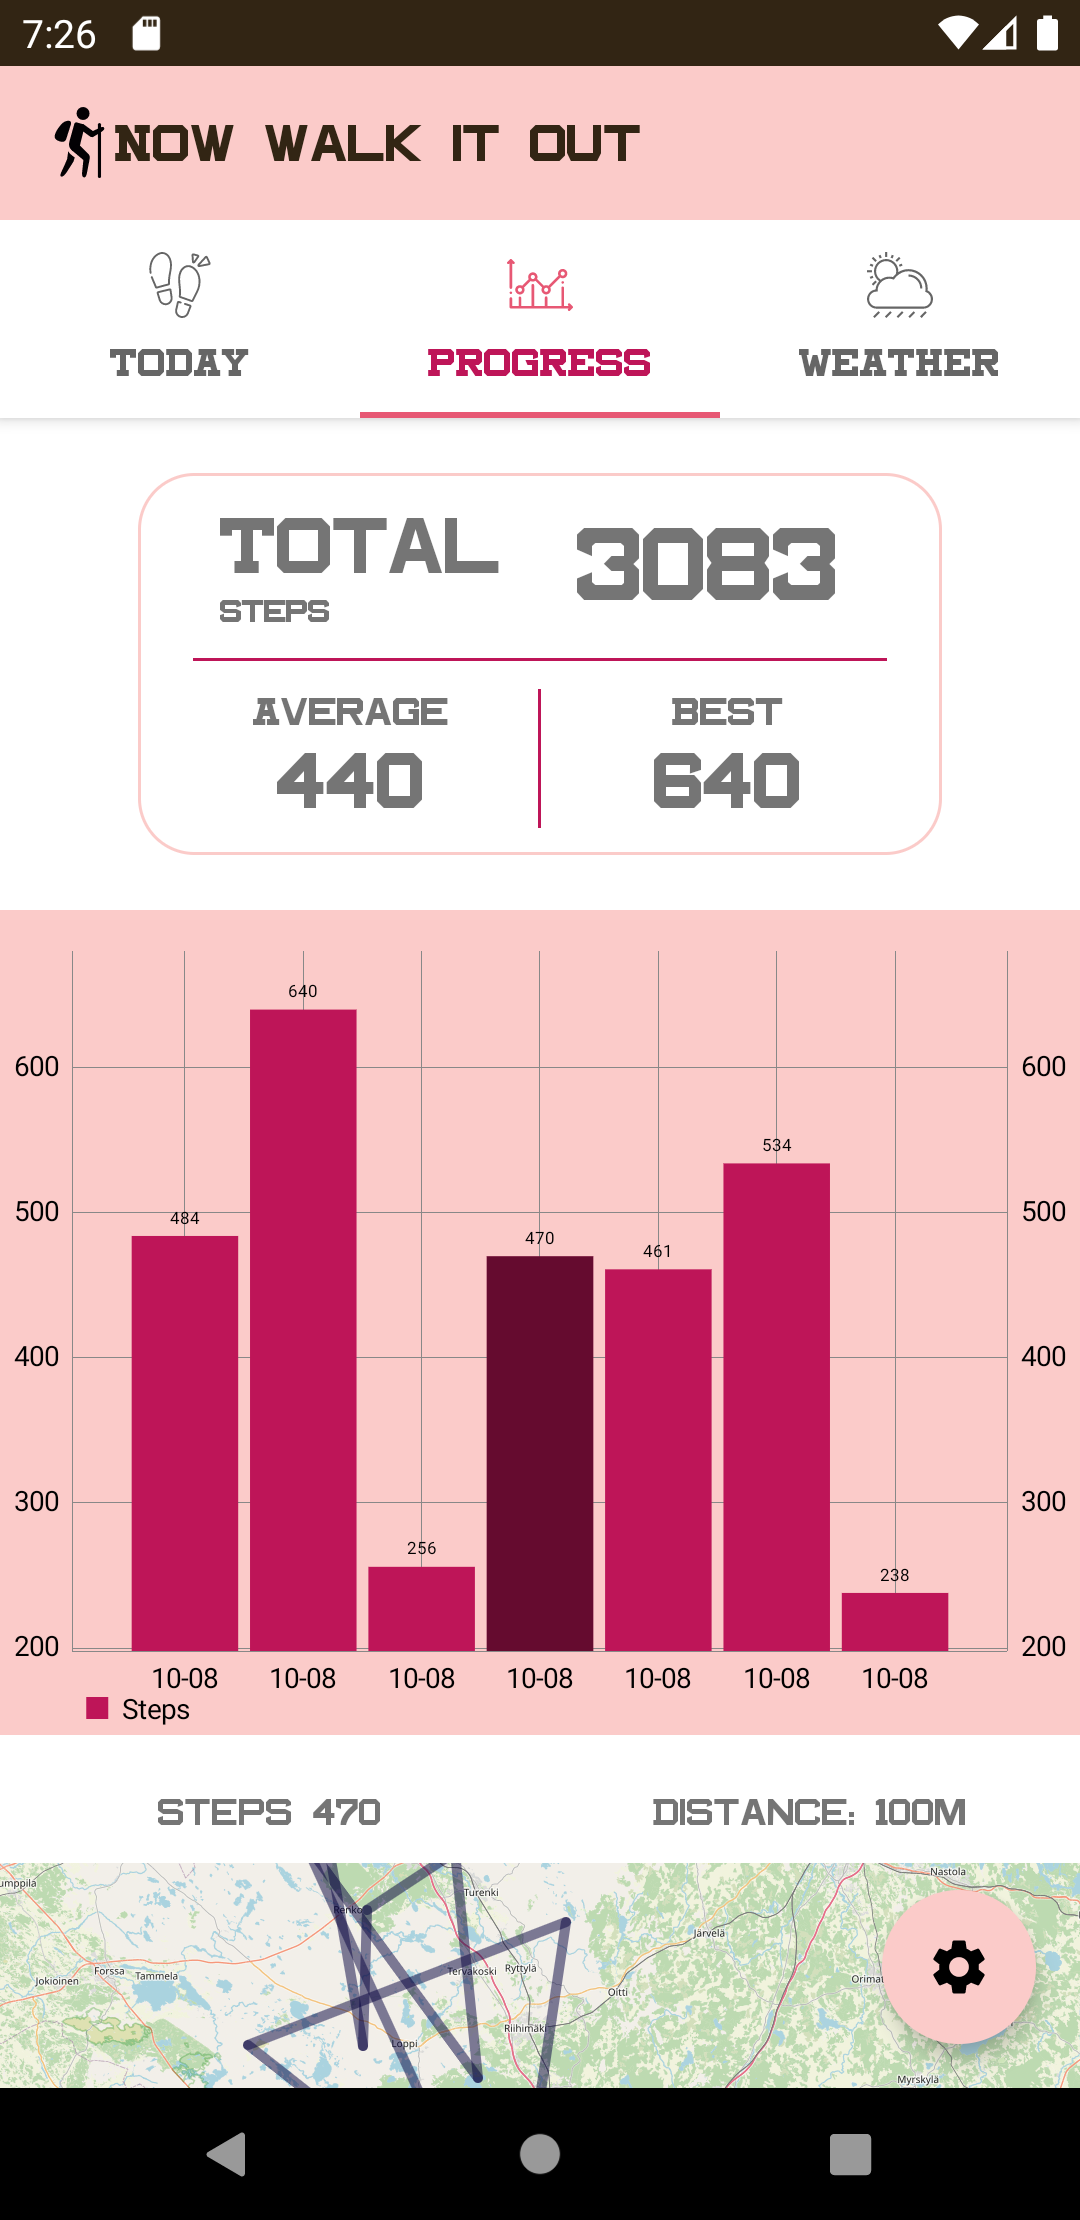 7:26
NOW WALK IT OUT
TODAY PROGRESS WEATHER
TOTAL 3083
STEPS
AVERAGE BEST
440 640
640
600 600
534
500 500
484
470
461
400 400
300 300
256
238
200 200
10-08 10-08 10-08 10-08 10-08 10-08 10-08
Steps
STEPS 470 DISTANCE: 100M
Nastola
umppila
Turenki
Renko
Järvelä
Forssa
Tervakoski Ryttylä
Jokioinen
Tammela
Orimat
Oitti
Riihimäki
Loppi
Myrskylä